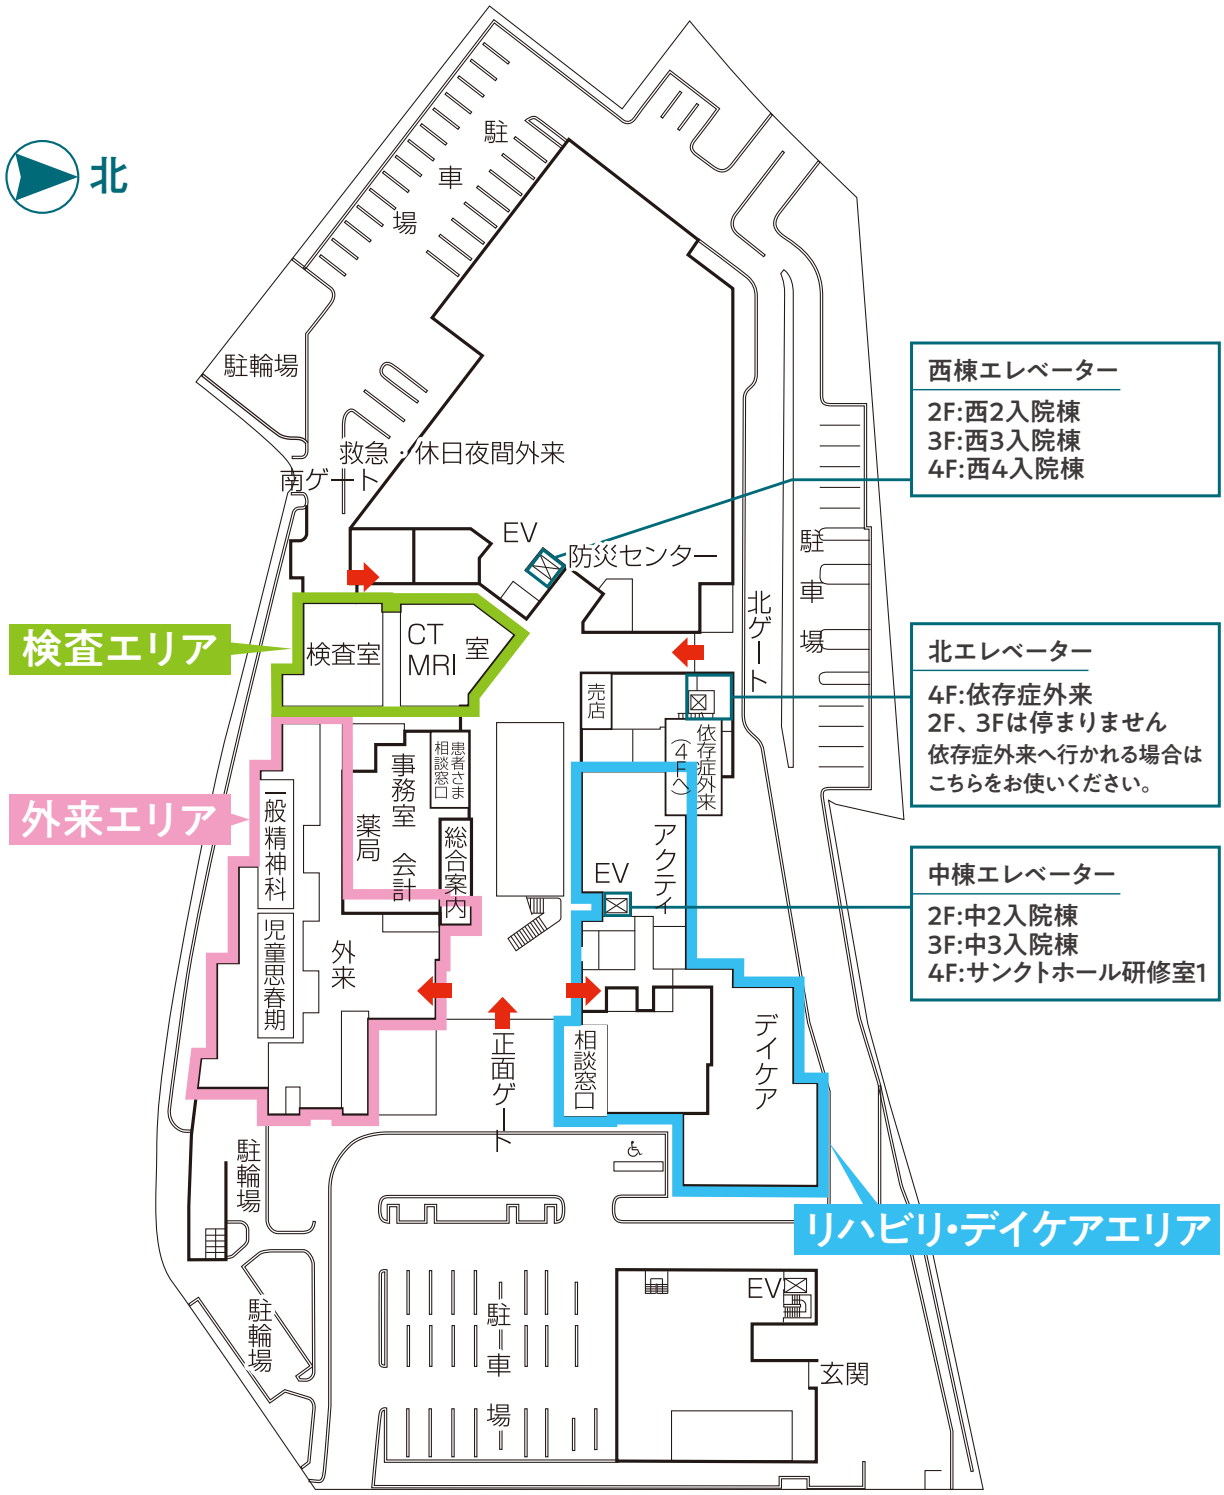 北
駐車場
駐輪場
救急・休日夜間外来
南ゲート
EV
防災センター
西棟エレベーター
2F:西2入院棟
3F:西3入院棟
4F:西4入院棟
駐車場
北ゲート
検査エリア
検査室
CT
MRI
室
売店
依存症外来
(4Fへ)
北エレベーター
4F:依存症外来
2F、3Fは停まりません
依存症外来へ行かれる場合は
こちらをお使いください。
外来エリア
一般精神科
児童思春期
外来
薬局
事務室
会計
患者さま
相談窓口
総合案内
アクティ
EV
中棟エレベーター
2F:中2入院棟
3F:中3入院棟
4F:サンクトホール研修室1
正面ゲート
相談窓口
デイケア
リハビリ・デイケアエリア
駐輪場
駐輪場
駐車場
EV
玄関